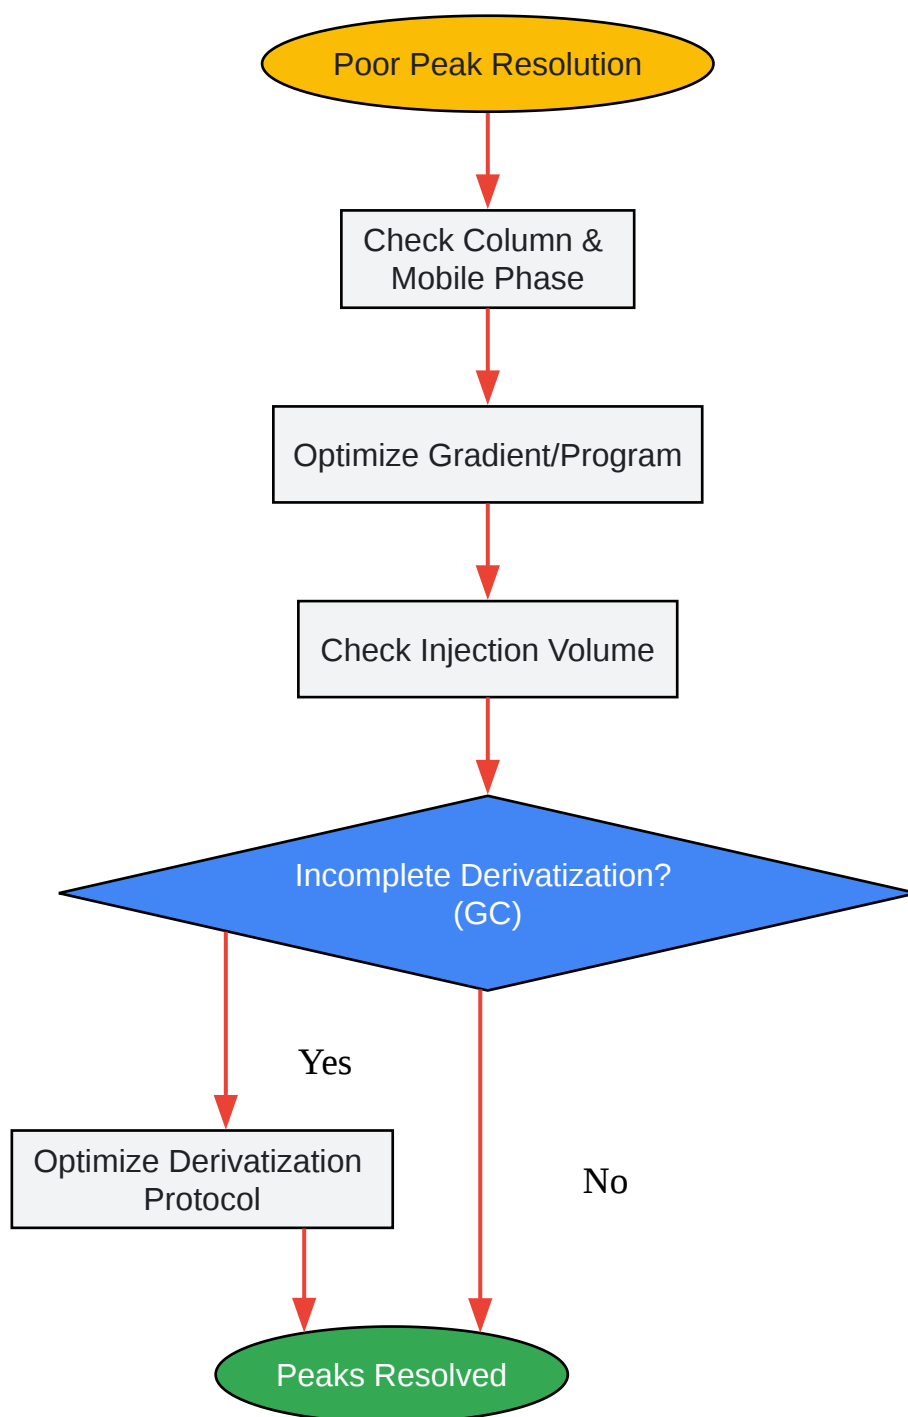 Poor Peak Resolution
Check Column &
Mobile Phase
Optimize Gradient/Program
Check Injection Volume
Incomplete Derivatization?
(GC)
Yes
Optimize Derivatization
Protocol
No
Peaks Resolved